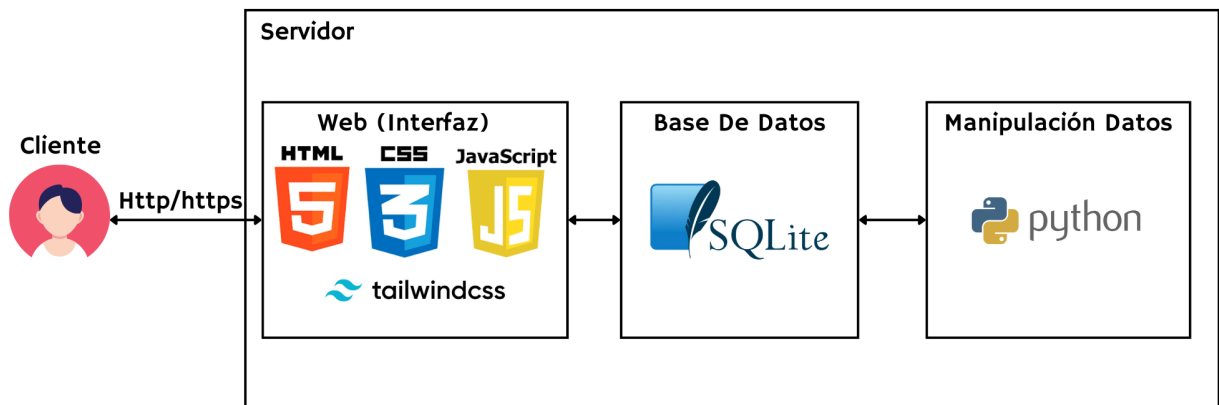 Servidor
Cliente
Http/https
Web (Interfaz)
HTML
5
CSS
3
JavaScript
JS
tailwindcss
Base De Datos
SQLite
Manipulación Datos
python